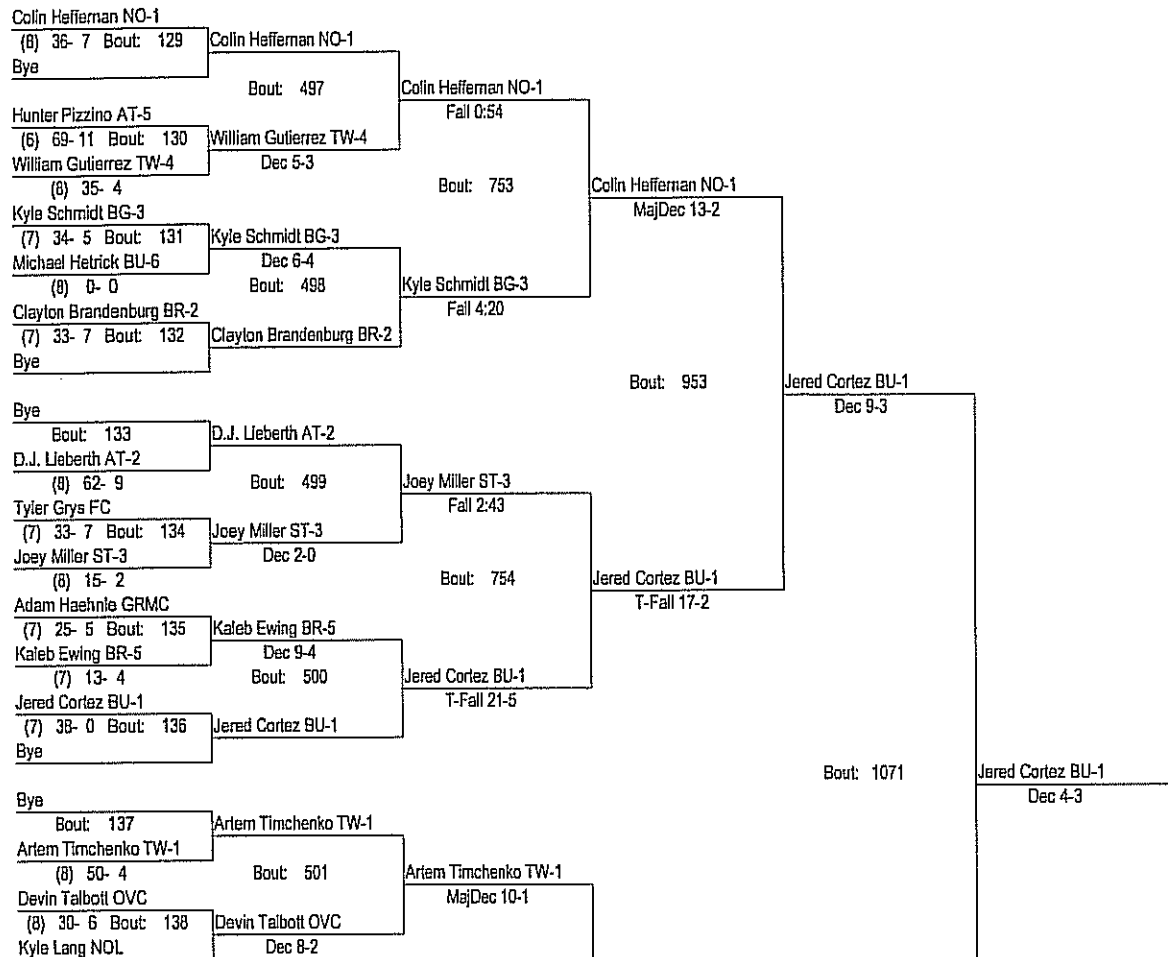 Colin Heffernan NO-1
(8) 36- 7 Bout: 129
Bye
Colin Heffernan NO-1
Bout: 497
Hunter Pizzino AT-5
(6) 69- 11 Bout: 130
William Gutierrez TW-4
(8) 35- 4
William Gutierrez TW-4
Dec 5-3
Colin Heffernan NO-1
Fall 0:54
Bout: 753
Kyle Schmidt BG-3
(7) 34- 5 Bout: 131
Michael Hetrick BU-6
(8) 0- 0
Kyle Schmidt BG-3
Dec 6-4
Bout: 498
Clayton Brandenburg BR-2
(7) 33- 7 Bout: 132
Bye
Clayton Brandenburg BR-2
Kyle Schmidt BG-3
Fall 4:20
Colin Heffernan NO-1
MajDec 13-2
Bout: 953
Bye
Bout: 133
D.J. Lieberth AT-2
(8) 62- 9
D.J. Lieberth AT-2
Bout: 499
Tyler Grys FC
(7) 33- 7 Bout: 134
Joey Miller ST-3
(8) 15- 2
Joey Miller ST-3
Dec 2-0
Joey Miller ST-3
Fall 2:43
Bout: 754
Adam Haehnle GRMC
(7) 25- 5 Bout: 135
Kaleb Ewing BR-5
(7) 13- 4
Kaleb Ewing BR-5
Dec 9-4
Bout: 500
Jered Cortez BU-1
(7) 38- 0 Bout: 136
Bye
Jered Cortez BU-1
Jered Cortez BU-1
T-Fall 21-5
Jered Cortez BU-1
T-Fall 17-2
Jered Cortez BU-1
Dec 9-3
Bout: 1071
Jered Cortez BU-1
Dec 4-3
Bye
Bout: 137
Artem Timchenko TW-1
(8) 50- 4
Artem Timchenko TW-1
Bout: 501
Devin Talbott OVC
(8) 30- 6 Bout: 138
Kyle Lang NOL
Devin Talbott OVC
Dec 8-2
Artem Timchenko TW-1
MajDec 10-1